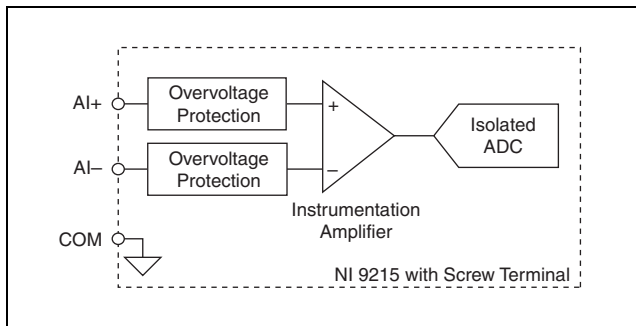 AI+
Overvoltage
Protection
+
Isolated
ADC
AI–
Overvoltage
Protection
–
Instrumentation
Amplifier
COM
NI 9215 with Screw Terminal